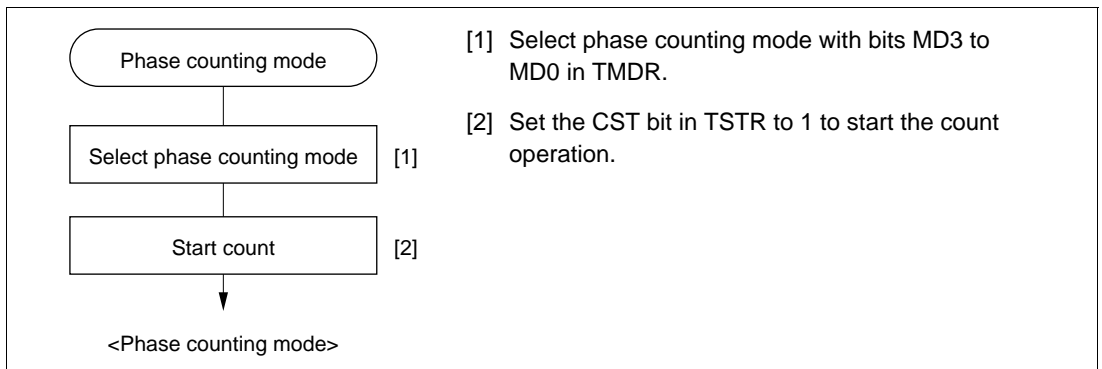 Phase counting mode
Select phase counting mode [1]
Start count [2]
<Phase counting mode>
[1] Select phase counting mode with bits MD3 to
MD0 in TMDR.
[2] Set the CST bit in TSTR to 1 to start the count
operation.